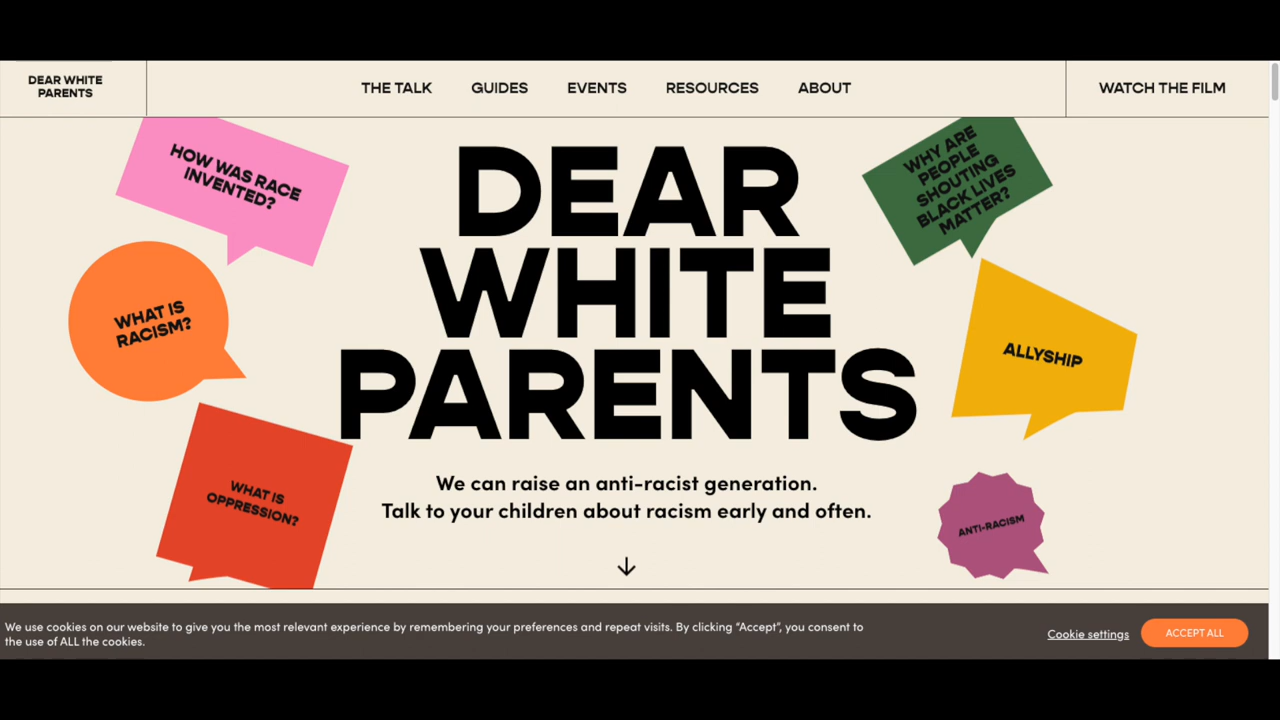 DEAR WHITE
PARENTS
THE TALK
GUIDES
EVENTS
RESOURCES
ABOUT
WATCH THE FILM
HOW WAS RACE
INVENTED?
WHAT IS
RACISM?
WHAT IS
OPPRESSION?
DEAR
WHITE
PARENTS
We can raise an anti-racist generation.
Talk to your children about racism early and often.
WHY ARE
PEOPLE
SHOUTING
BLACK LIVES
MATTER?
ALLYSHIP
ANTI-RACISM
We use cookies on our website to give you the most relevant experience by remembering your preferences and repeat visits. By clicking “Accept”, you consent to
the use of ALL the cookies.
Cookie settings
ACCEPT ALL